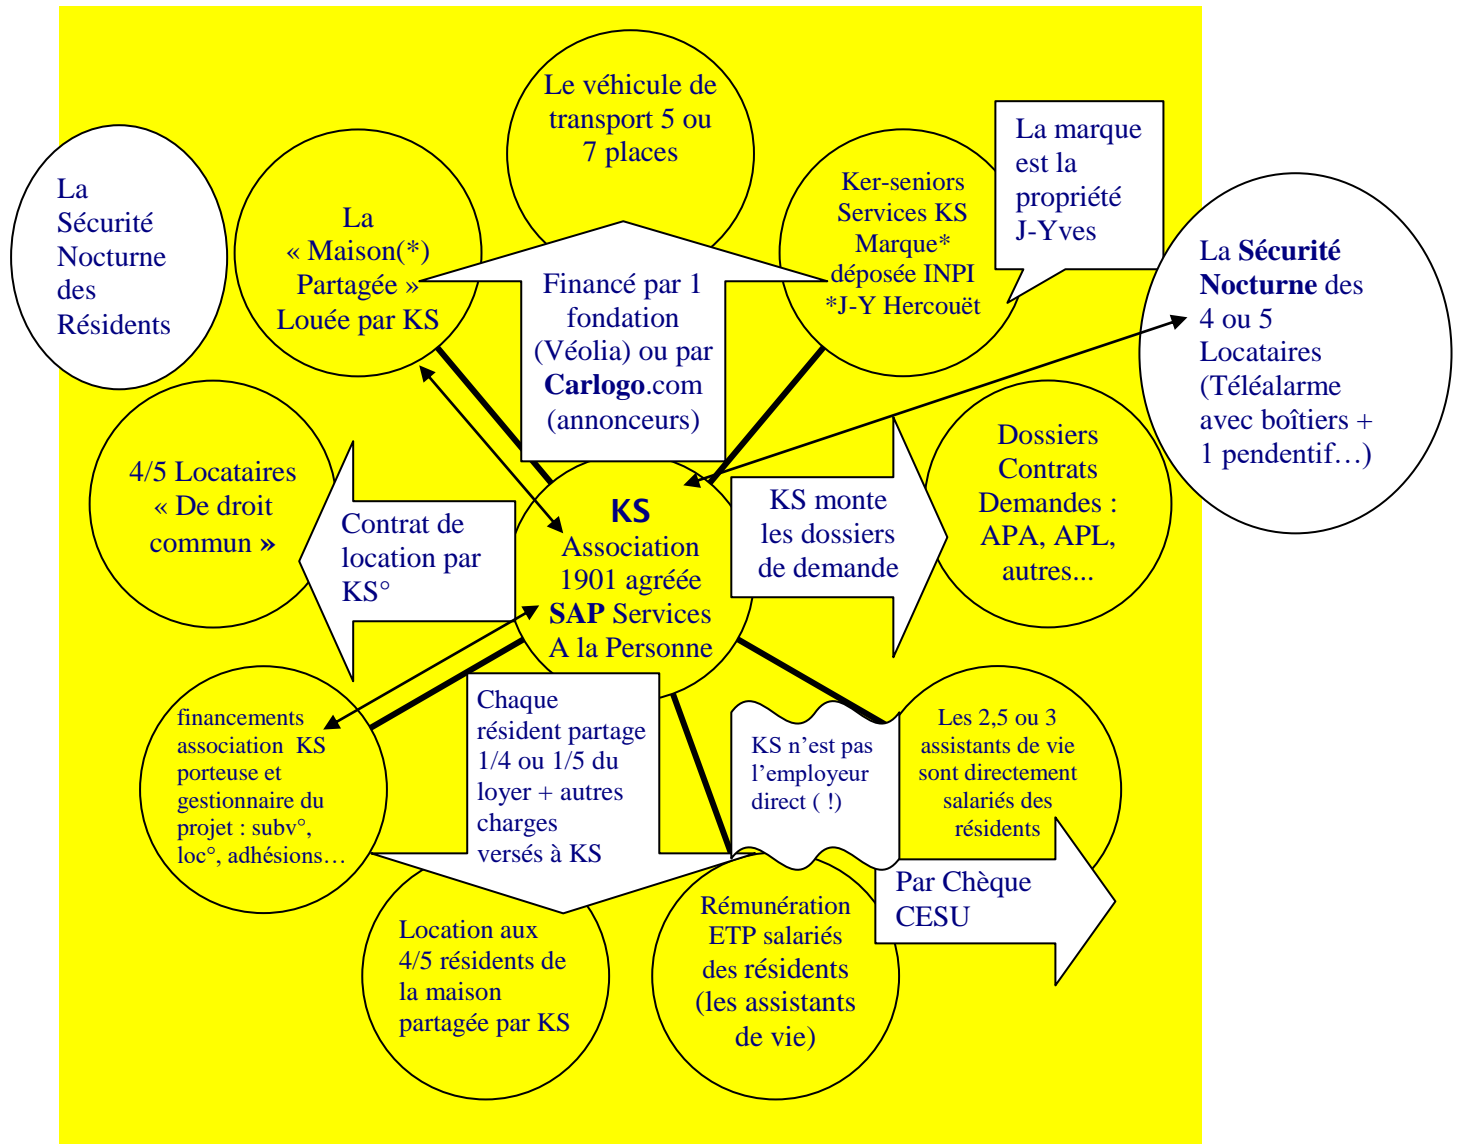 Le véhicule de
transport 5 ou
7 places
La marque
est la
propriété
J-Yves
La
Sécurité
Nocturne
des
Résidents
La
« Maison(*)
Partagée »
Louée par KS
Ker-seniors
Services KS
Marque*
déposée INPI
*J-Y Hercouët
La Sécurité
Nocturne des
4 ou 5
Locataires
(Téléalarme
avec boîtiers +
1 pendentif…)
Financé par 1
fondation
(Véolia) ou par
Carlogo.com
(annonceurs)
4/5 Locataires
« De droit
commun »
Contrat de
location par
KS°
KS
Association
1901 agréée
SAP Services
A la Personne
KS monte
les dossiers
de demande
Dossiers
Contrats
Demandes :
APA, APL,
autres...
financements
association KS
porteuse et
gestionnaire du
projet : subv°,
loc°, adhésions…
Chaque
résident partage
1/4 ou 1/5 du
loyer + autres
charges
versés à KS
KS n’est pas
l’employeur
direct ( !)
Les 2,5 ou 3
assistants de vie
sont directement
salariés des
résidents
Par Chèque
CESU
Location aux
4/5 résidents de
la maison
partagée par KS
Rémunération
ETP salariés
des résidents
(les assistants
de vie)